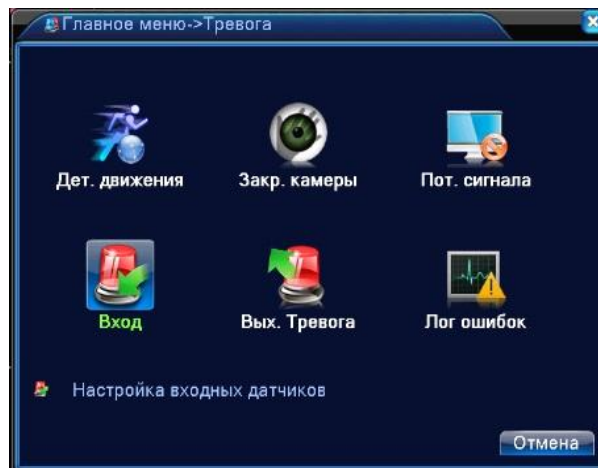 Главное меню->Тревога
Дет. движения Закр. камеры Пот. сигнала
Вход Вых. Тревога Лог ошибок
Настройка входных датчиков
Отмена